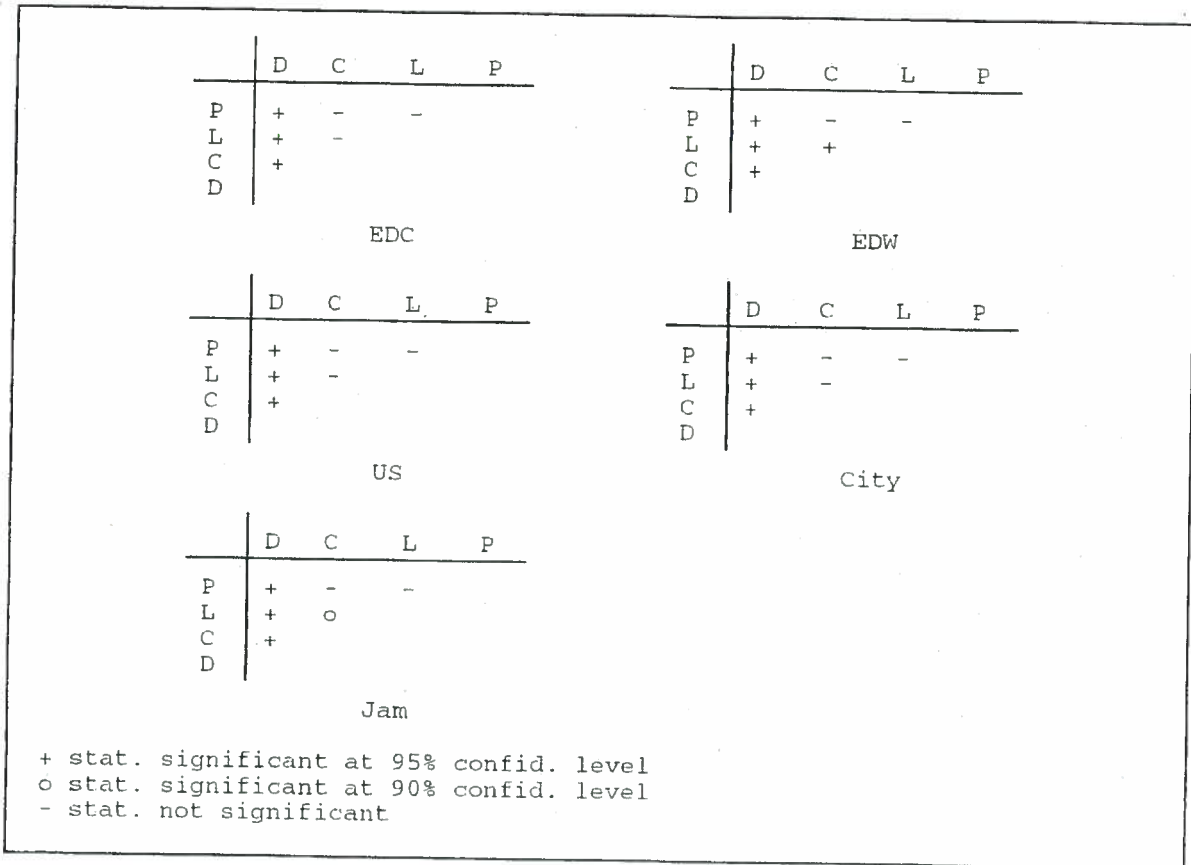 D C L P
P + - -
L + -
C +
D
EDC
D C L P
P + - -
L + +
C +
D
EDW
D C L P
P + - -
L + -
C +
D
US
D C L P
P + - -
L + -
C +
D
City
D C L P
P + - -
L + o
C +
D
Jam
+ stat. significant at 95% confid. level
o stat. significant at 90% confid. level
- stat. not significant